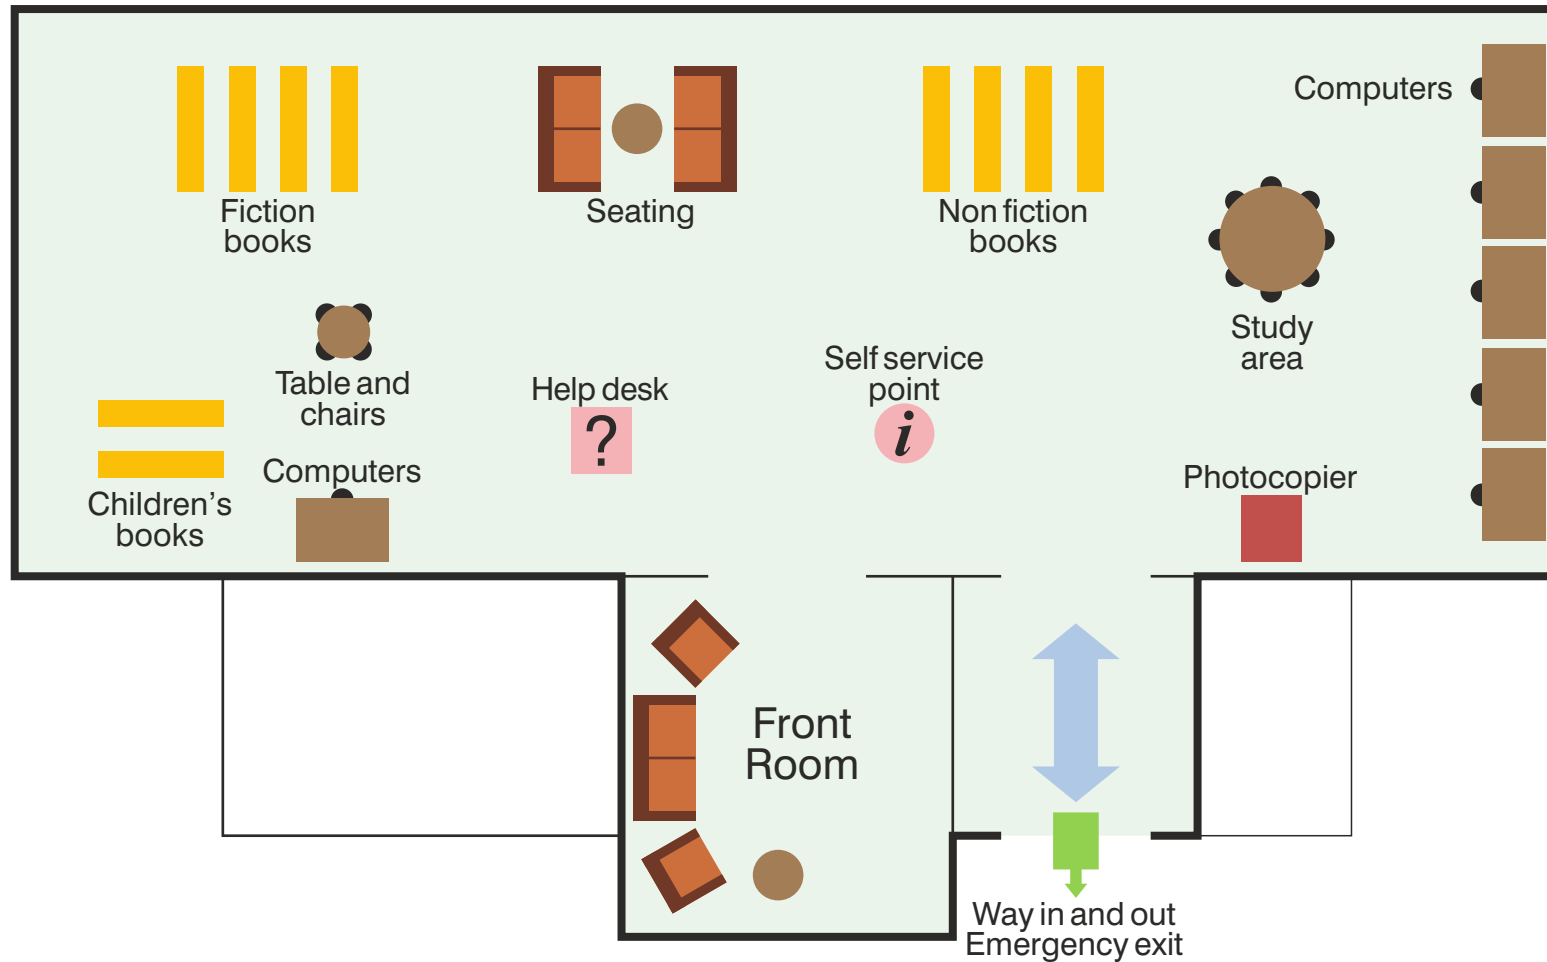 Computers
Fiction
books
Seating
Non fiction
books
Study
area
Table and
chairs
Help desk
?
Self service
point
i
Computers
Children's
books
Photocopier
Front
Room
Way in and out
Emergency exit